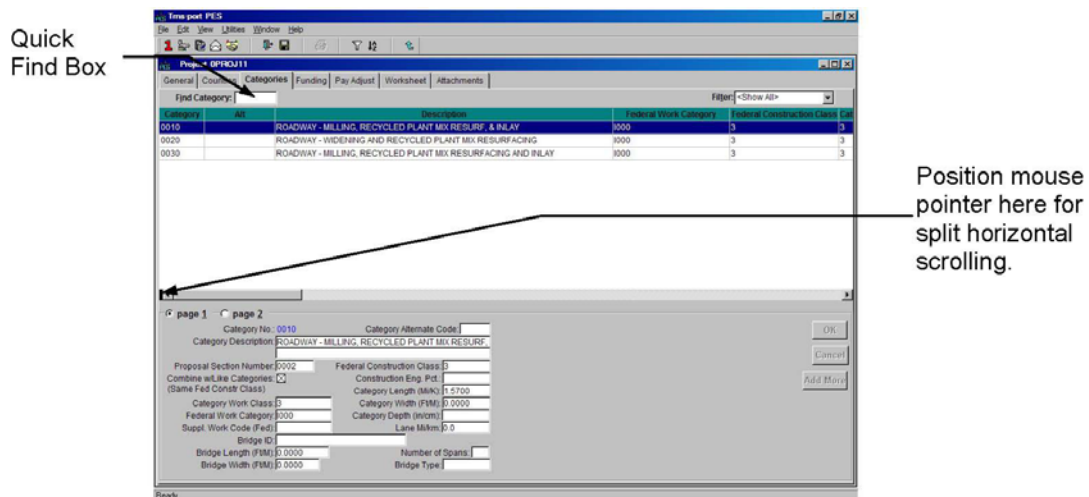 Quick
Find Box
Trns·port PES
File Edit View Utilities Window Help
Project 0PROJ11
General Counties Categories Funding Pay Adjust Worksheet Attachments
Find Category: Filter: <Show All>
Category Alt Description Federal Work Category Federal Construction Class Cat
0010 ROADWAY - MILLING, RECYCLED PLANT MIX RESURF, & INLAY I000 3 3
0020 ROADWAY - WIDENING AND RECYCLED PLANT MIX RESURFACING I000 3 3
0030 ROADWAY - MILLING, RECYCLED PLANT MIX RESURFACING AND INLAY I000 3 3
Position mouse
pointer here for
split horizontal
scrolling.
page 1 page 2
Category No.: 0010 Category Alternate Code:
Category Description: ROADWAY - MILLING, RECYCLED PLANT MIX RESURF,
Proposal Section Number: 0002 Federal Construction Class: 3
Combine w/Like Categories: Construction Eng. Pct.:
(Same Fed Constr Class) Category Length (Mi/K): 1.5700
Category Work Class: 3 Category Width (Ft/M): 0.0000
Federal Work Category: I000 Category Depth (in/cm):
Suppl. Work Code (Fed): Lane Mi/km: 0.0
Bridge ID:
Bridge Length (Ft/M): 0.0000 Number of Spans:
Bridge Width (Ft/M): 0.0000 Bridge Type:
OK
Cancel
Add More
Ready